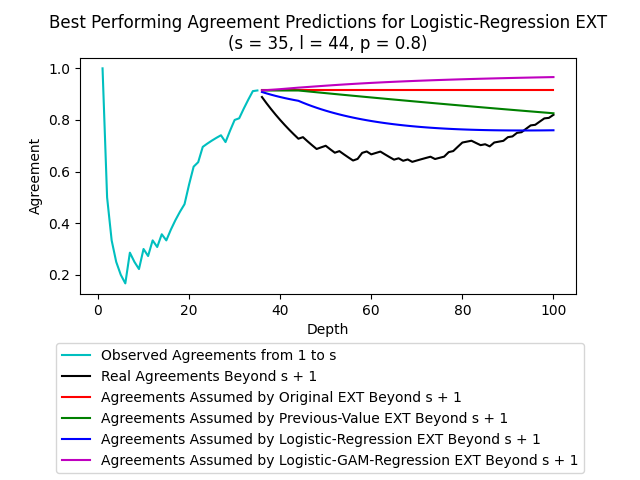 Best Performing Agreement Predictions for Logistic-Regression EXT
(s = 35, l = 44, p = 0.8)
1.0
0.8
0.6
0.4
0.2
Agreement
0
20
40
60
80
100
Depth
Observed Agreements from 1 to s
Real Agreements Beyond s + 1
Agreements Assumed by Original EXT Beyond s + 1
Agreements Assumed by Previous-Value EXT Beyond s + 1
Agreements Assumed by Logistic-Regression EXT Beyond s + 1
Agreements Assumed by Logistic-GAM-Regression EXT Beyond s + 1